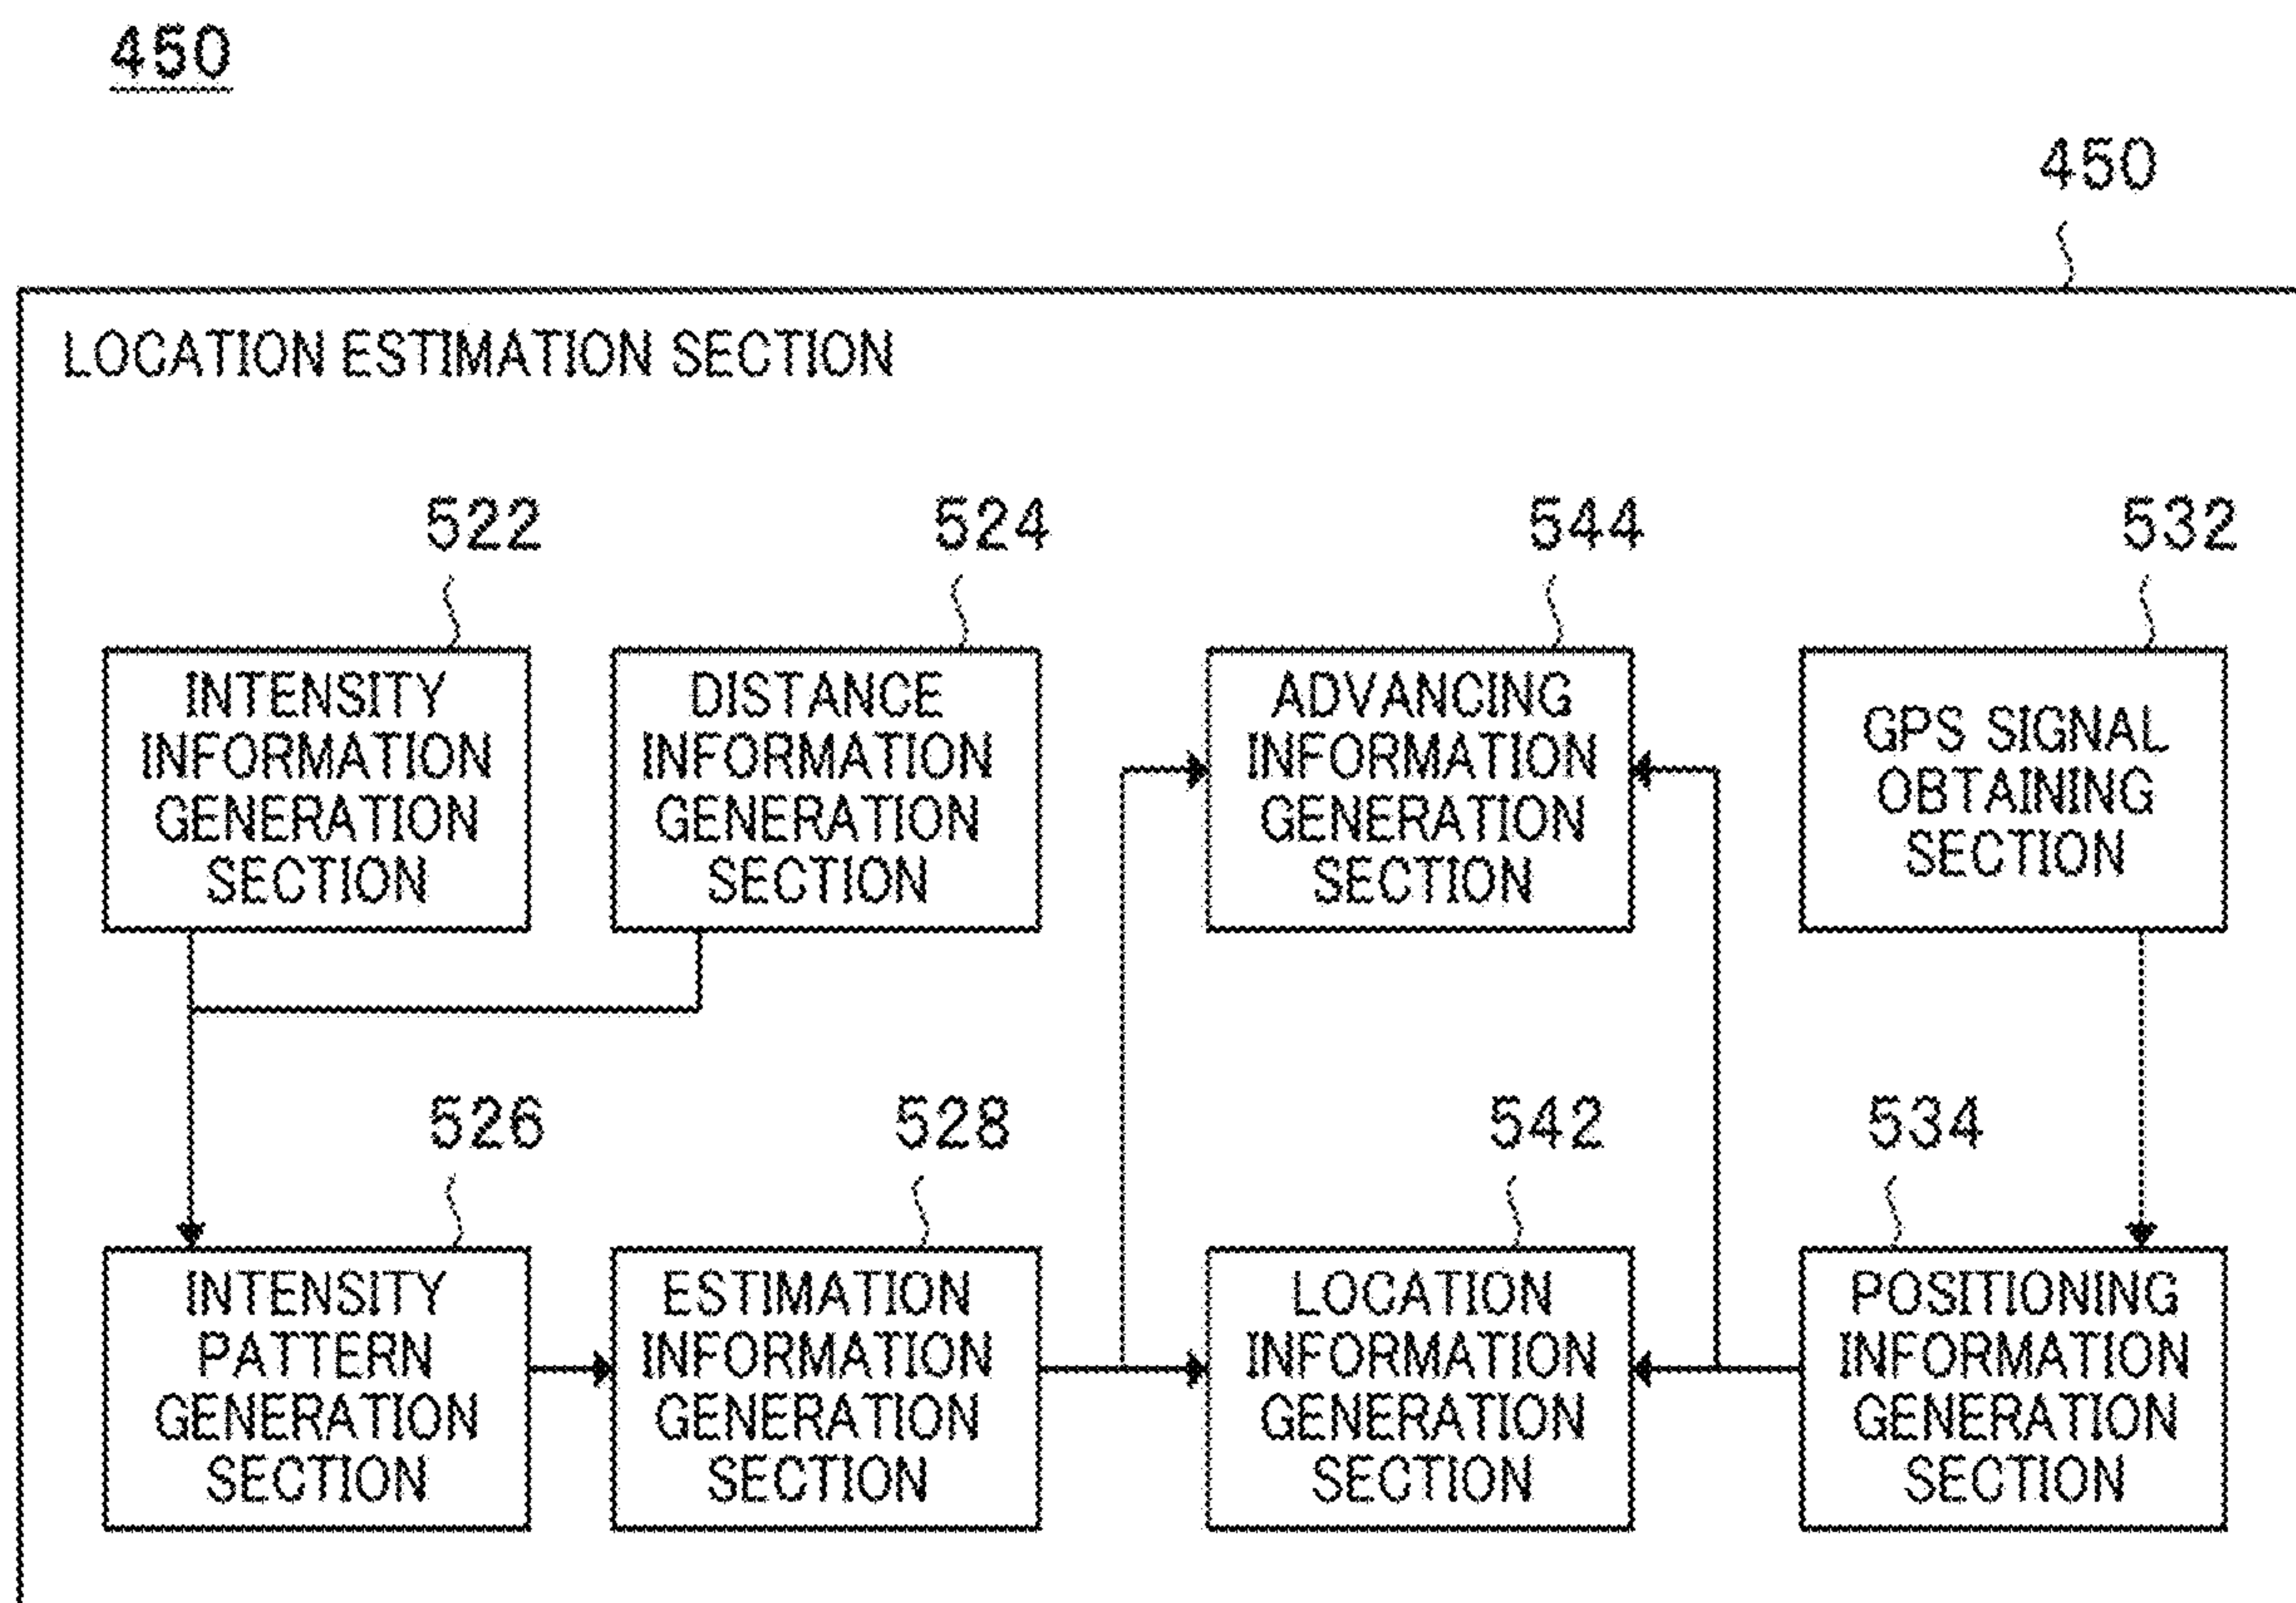 450
450
LOCATION ESTIMATION SECTION
522
INTENSITY
INFORMATION
GENERATION
SECTION
524
DISTANCE
INFORMATION
GENERATION
SECTION
544
ADVANCING
INFORMATION
GENERATION
SECTION
532
GPS SIGNAL
OBTAINING
SECTION
526
INTENSITY
PATTERN
GENERATION
SECTION
528
ESTIMATION
INFORMATION
GENERATION
SECTION
542
LOCATION
INFORMATION
GENERATION
SECTION
534
POSITIONING
INFORMATION
GENERATION
SECTION